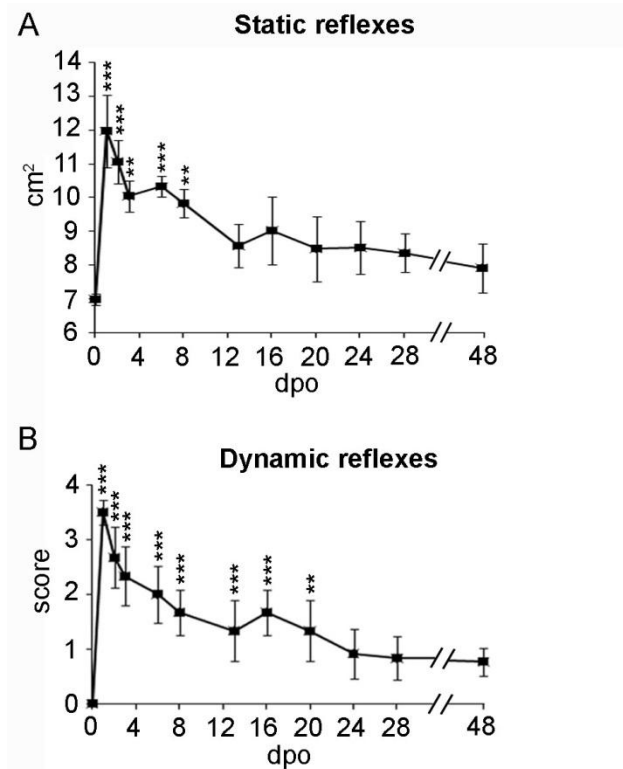 A
Static reflexes
14
13
12
11
10
9
8
7
6
cm²
***
***
**
***
**
0 4 8 12 16 20 24 28 48
dpo
B
Dynamic reflexes
4
3
2
1
0
score
***
***
***
***
***
***
***
**
0 4 8 12 16 20 24 28 48
dpo